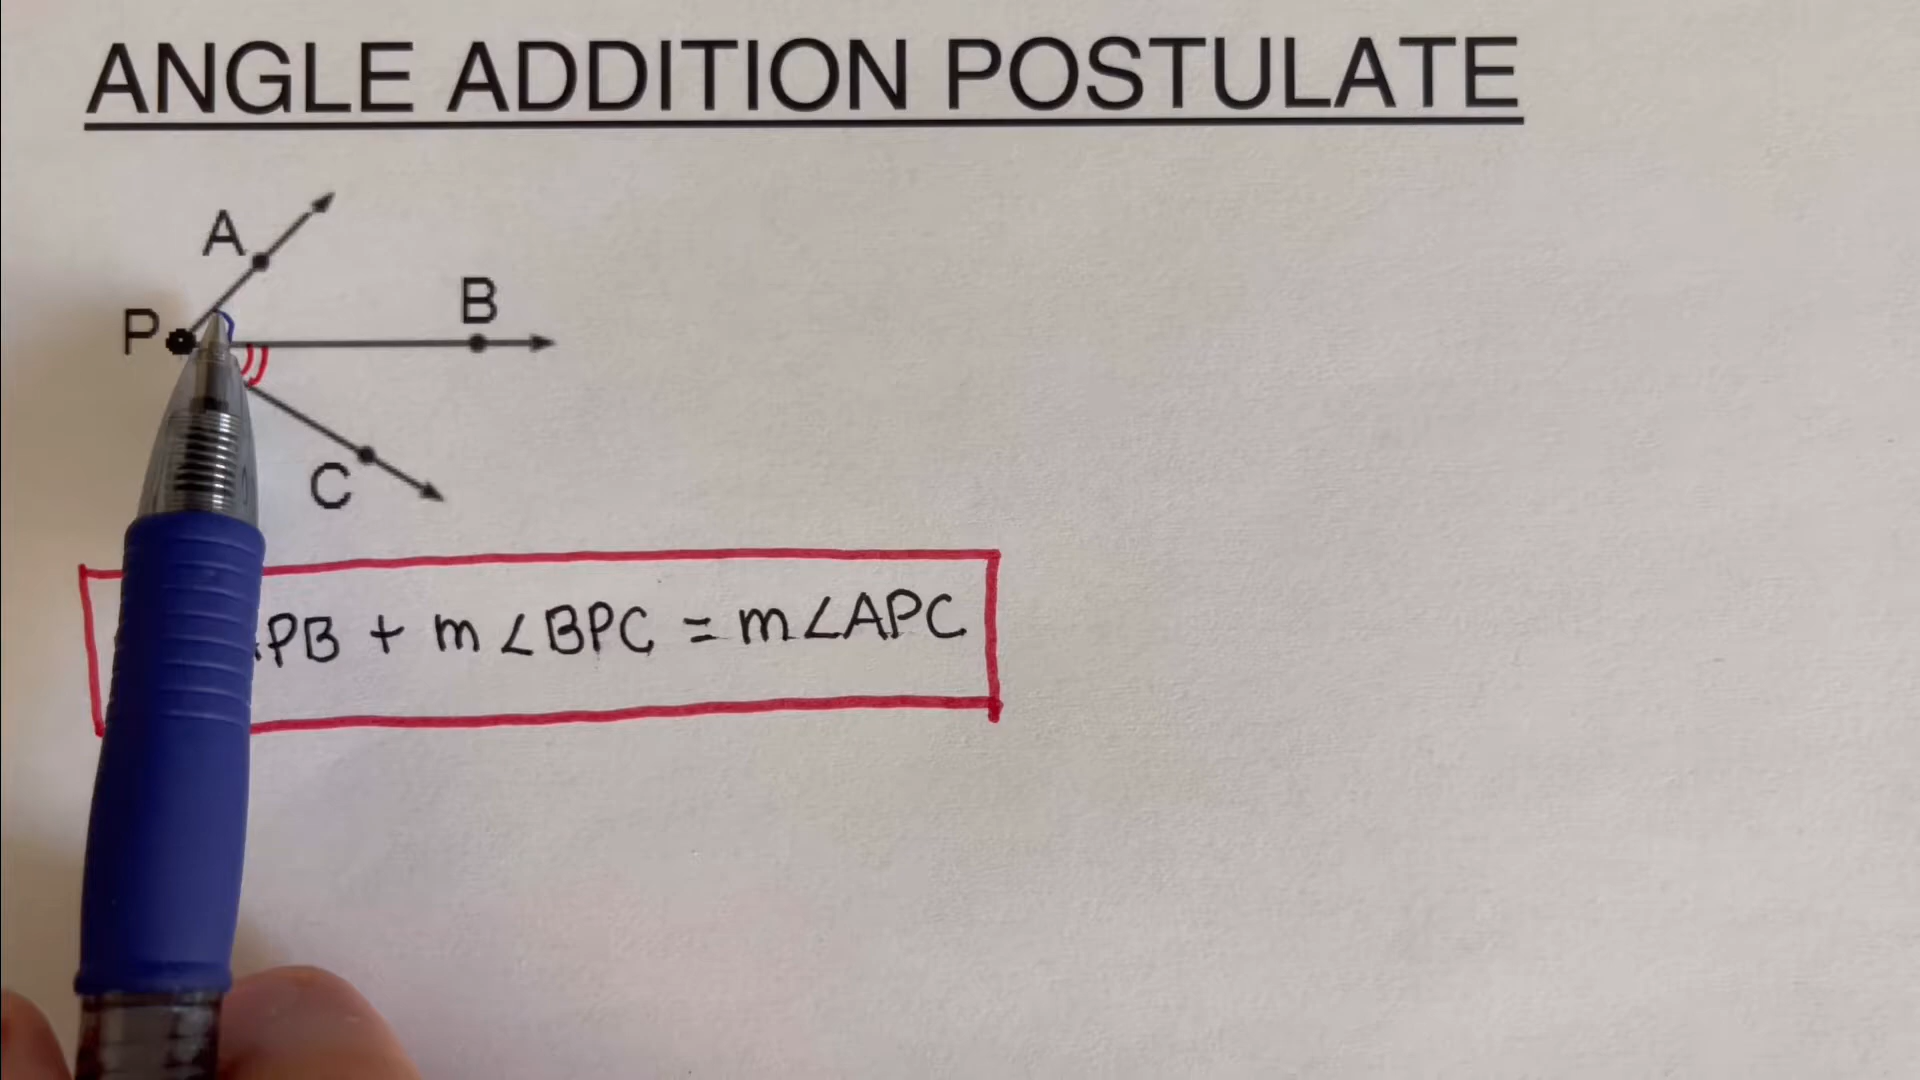 ANGLE ADDITION POSTULATE
A
B
P
C
PB + m∠BPC = m∠APC